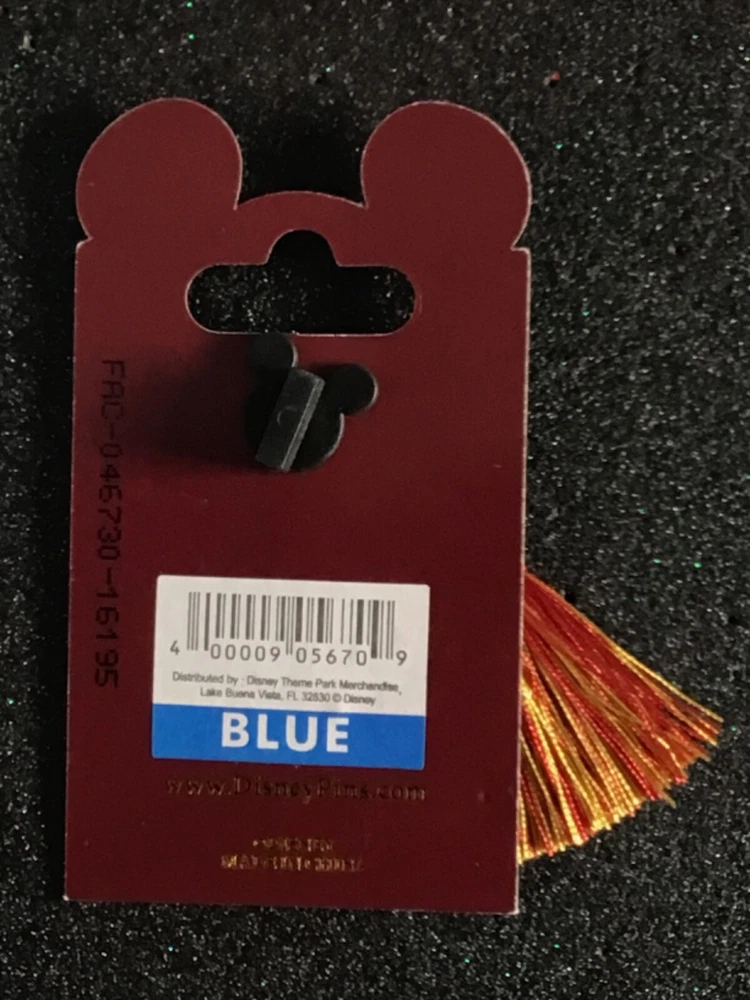 FAC-046730-16195
4 00009 05670 9
Distributed by : Disney Theme Park Merchandise,
Lake Buena Vista, FL 32830 © Disney
BLUE
www.DisneyPins.com